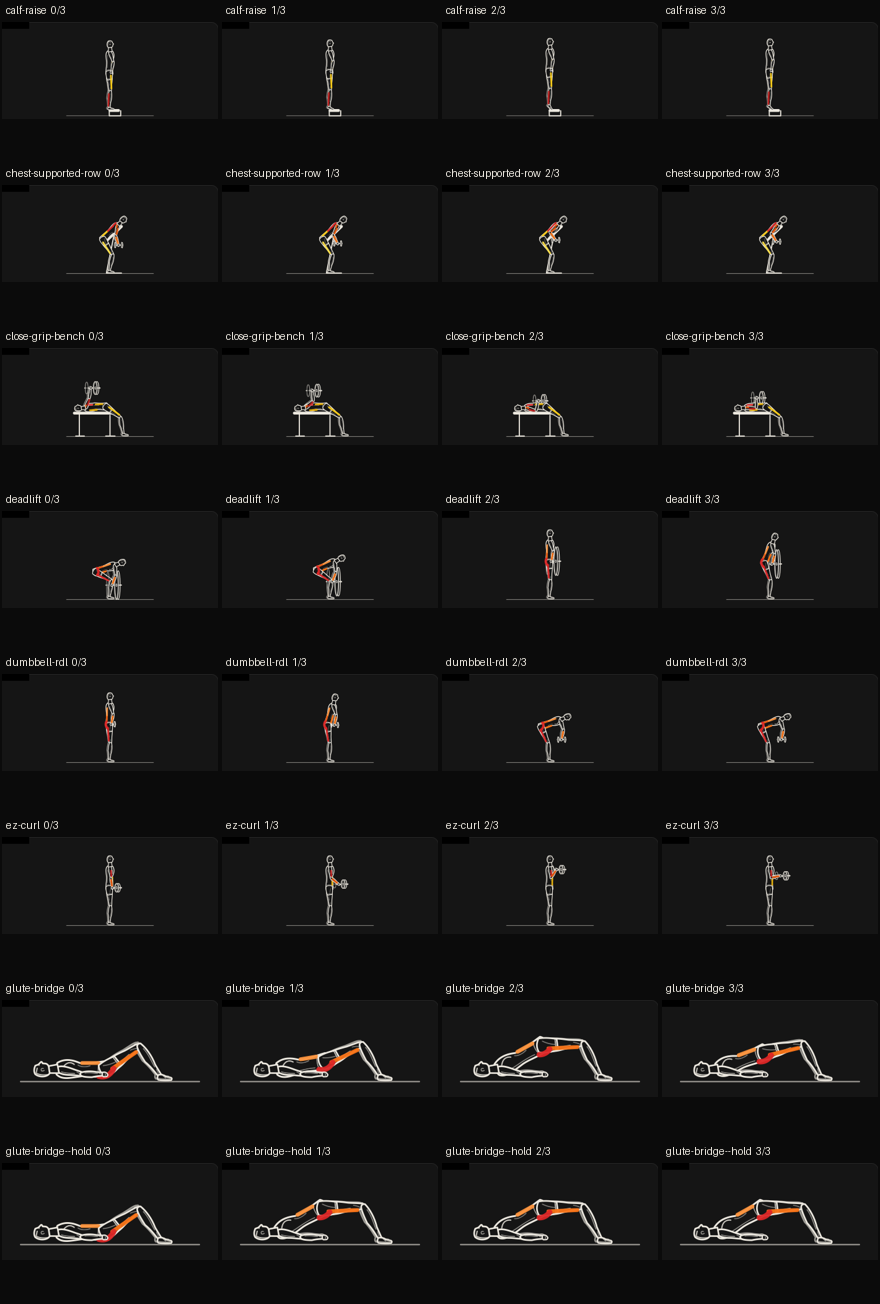 calf-raise 0/3 calf-raise 1/3 calf-raise 2/3 calf-raise 3/3
chest-supported-row 0/3 chest-supported-row 1/3 chest-supported-row 2/3 chest-supported-row 3/3
close-grip-bench 0/3 close-grip-bench 1/3 close-grip-bench 2/3 close-grip-bench 3/3
deadlift 0/3 deadlift 1/3 deadlift 2/3 deadlift 3/3
dumbbell-rdl 0/3 dumbbell-rdl 1/3 dumbbell-rdl 2/3 dumbbell-rdl 3/3
ez-curl 0/3 ez-curl 1/3 ez-curl 2/3 ez-curl 3/3
glute-bridge 0/3 glute-bridge 1/3 glute-bridge 2/3 glute-bridge 3/3
glute-bridge--hold 0/3 glute-bridge--hold 1/3 glute-bridge--hold 2/3 glute-bridge--hold 3/3